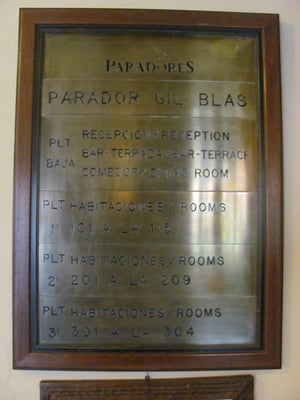 PARADORES
PARADOR GIL BLAS
PLT BAJA
RECEPCION/RECEPTION
BAR-TERRAZA/BAR-TERRACE
COMEDOR/DINING ROOM
PLT HABITACIONES/ROOMS
1ª 101 A LA 115
PLT HABITACIONES/ROOMS
2ª 201 A LA 209
PLT HABITACIONES/ROOMS
3ª 301 A LA 304